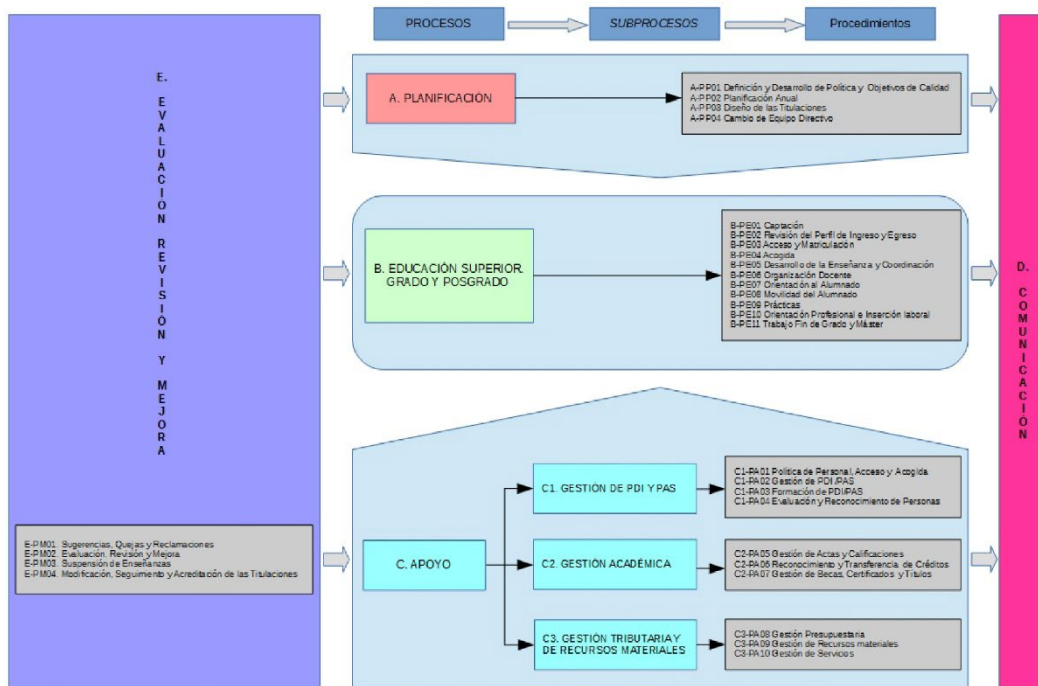 PROCESOS
SUBPROCESOS
Procedimientos
E. EVALUACIÓN REVISIÓN Y MEJORA
A. PLANIFICACIÓN
A-PP01 Definición y Desarrollo de Política y Objetivos de Calidad
A-PP02 Planificación Anual
A-PP03 Diseño de las Titulaciones
A-PP04 Cambio de Equipo Directivo
B. EDUCACIÓN SUPERIOR.
GRADO Y POSGRADO
B-PE01 Captación
B-PE02 Revisión del Perfil de Ingreso y Egreso
B-PE03 Acceso y Matriculación
B-PE04 Acogida
B-PE05 Desarrollo de la Enseñanza y Coordinación
B-PE06 Organización Docente
B-PE07 Orientación al Alumnado
B-PE08 Movilidad del Alumnado
B-PE09 Prácticas
B-PE10 Orientación Profesional e Inserción laboral
B-PE11 Trabajo Fin de Grado y Máster
D. COMUNICACIÓN
E-PM01. Sugerencias, Quejas y Reclamaciones
E-PM02. Evaluación, Revisión y Mejora
E-PM03. Suspensión de Enseñanzas
E-PM04. Modificación, Seguimiento y Acreditación de las Titulaciones
C. APOYO
C1. GESTIÓN DE PDI Y PAS
C1-PA01 Política de Personal, Acceso y Acogida
C1-PA02 Gestión de PDI /PAS
C1-PA03 Formación de PDI/PAS
C1-PA04 Evaluación y Reconocimiento de Personas
C2. GESTIÓN ACADÉMICA
C2-PA05 Gestión de Actas y Calificaciones
C2-PA06 Reconocimiento y Transferencia de Créditos
C2-PA07 Gestión de Becas, Certificados y Títulos
C3. GESTIÓN TRIBUTARIA Y
DE RECURSOS MATERIALES
C3-PA08 Gestión Presupuestaria
C3-PA09 Gestión de Recursos materiales
C3-PA10 Gestión de Servicios